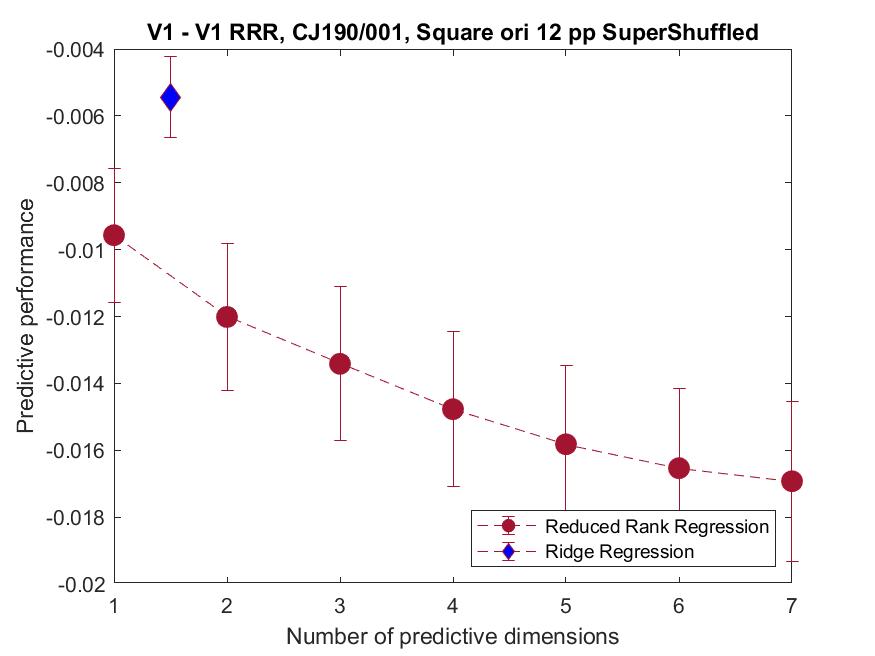 V1 - V1 RRR, CJ190/001, Square ori 12 pp SuperShuffled
-0.004
-0.006
-0.008
-0.01
-0.012
-0.014
-0.016
-0.018
-0.02
Predictive performance
Reduced Rank Regression
Ridge Regression
1 2 3 4 5 6 7
Number of predictive dimensions